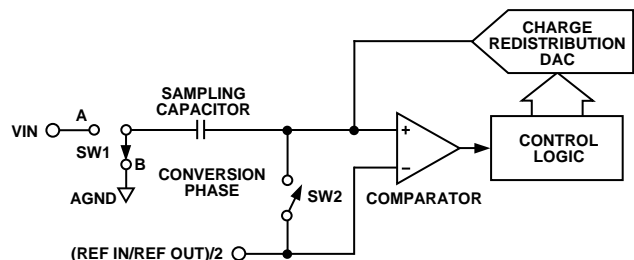 CHARGE
REDISTRIBUTION
DAC
SAMPLING
CAPACITOR
A
VIN
+
SW1
B
CONVERSION
PHASE
–
CONTROL
LOGIC
SW2
COMPARATOR
AGND
(REF IN/REF OUT)/2